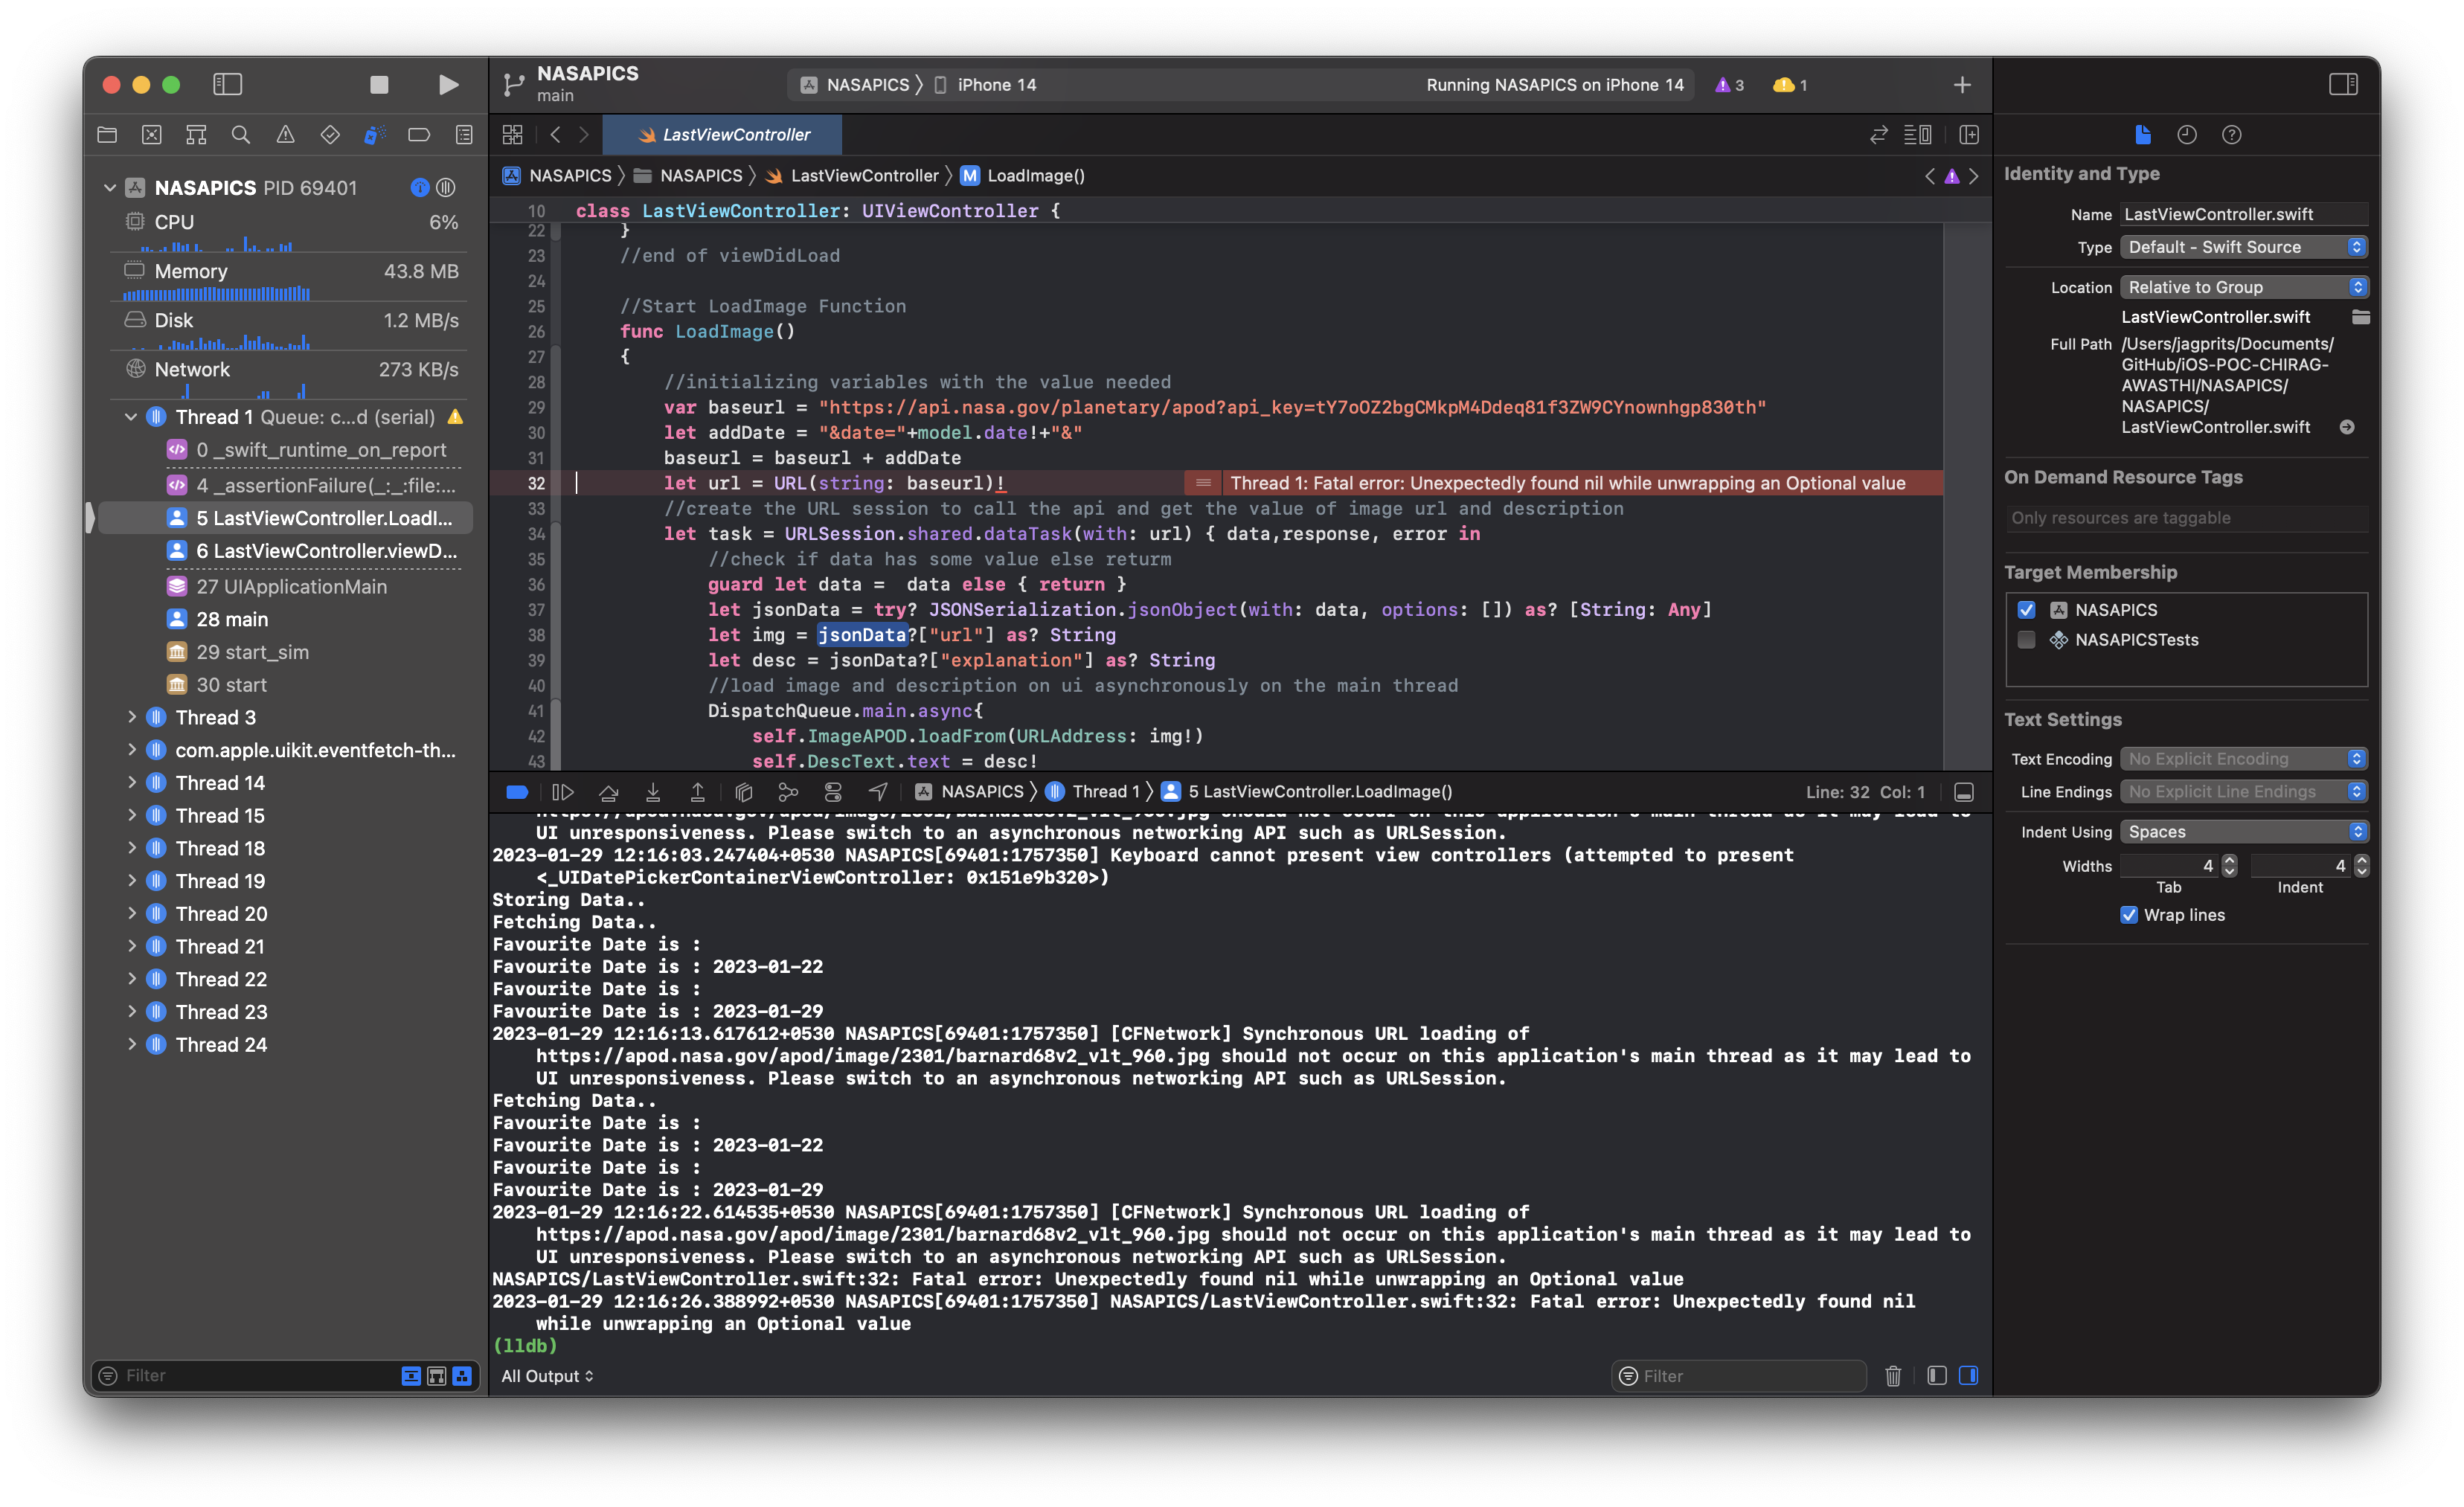 NASAPICS
main
NASAPICS 〉 iPhone 14
Running NASAPICS on iPhone 14
3
1
LastViewController
NASAPICS 〉 NASAPICS 〉 LastViewController 〉 M LoadImage()
NASAPICS PID 69401
CPU 6%
Memory 43.8 MB
Disk 1.2 MB/s
Network 273 KB/s
Thread 1 Queue: c...d (serial)
0 _swift_runtime_on_report
4 _assertionFailure(_:_:file:...
5 LastViewController.LoadI...
6 LastViewController.viewD...
27 UIApplicationMain
28 main
29 start_sim
30 start
Thread 3
com.apple.uikit.eventfetch-th...
Thread 14
Thread 15
Thread 18
Thread 19
Thread 20
Thread 21
Thread 22
Thread 23
Thread 24
Filter
10 class LastViewController: UIViewController {
22 }
23 //end of viewDidLoad
24
25 //Start LoadImage Function
26 func LoadImage()
27 {
28 //initializing variables with the value needed
29 var baseurl = "https://api.nasa.gov/planetary/apod?api_key=tY7oOZ2bgCMkpM4Ddeq81f3ZW9CYnownhgp830th"
30 let addDate = "&date="+model.date!+"&"
31 baseurl = baseurl + addDate
32 let url = URL(string: baseurl)! Thread 1: Fatal error: Unexpectedly found nil while unwrapping an Optional value
33 //create the URL session to call the api and get the value of image url and description
34 let task = URLSession.shared.dataTask(with: url) { data,response, error in
35 //check if data has some value else returm
36 guard let data =  data else { return }
37 let jsonData = try? JSONSerialization.jsonObject(with: data, options: []) as? [String: Any]
38 let img = jsonData?["url"] as? String
39 let desc = jsonData?["explanation"] as? String
40 //load image and description on ui asynchronously on the main thread
41 DispatchQueue.main.async{
42 self.ImageAPOD.loadFrom(URLAddress: img!)
43 self.DescText.text = desc!
NASAPICS 〉 Thread 1 〉 5 LastViewController.LoadImage()
Line: 32 Col: 1
https://apod.nasa.gov/apod/image/2301/barnard68v2_vlt_960.jpg should not occur on this application's main thread as it may lead to
UI unresponsiveness. Please switch to an asynchronous networking API such as URLSession.
2023-01-29 12:16:03.247404+0530 NASAPICS[69401:1757350] Keyboard cannot present view controllers (attempted to present
<_UIDatePickerContainerViewController: 0x151e9b320>)
Storing Data..
Fetching Data..
Favourite Date is :
Favourite Date is : 2023-01-22
Favourite Date is :
Favourite Date is : 2023-01-29
2023-01-29 12:16:13.617612+0530 NASAPICS[69401:1757350] [CFNetwork] Synchronous URL loading of
https://apod.nasa.gov/apod/image/2301/barnard68v2_vlt_960.jpg should not occur on this application's main thread as it may lead to
UI unresponsiveness. Please switch to an asynchronous networking API such as URLSession.
Fetching Data..
Favourite Date is :
Favourite Date is : 2023-01-22
Favourite Date is :
Favourite Date is : 2023-01-29
2023-01-29 12:16:22.614535+0530 NASAPICS[69401:1757350] [CFNetwork] Synchronous URL loading of
https://apod.nasa.gov/apod/image/2301/barnard68v2_vlt_960.jpg should not occur on this application's main thread as it may lead to
UI unresponsiveness. Please switch to an asynchronous networking API such as URLSession.
NASAPICS/LastViewController.swift:32: Fatal error: Unexpectedly found nil while unwrapping an Optional value
2023-01-29 12:16:26.388992+0530 NASAPICS[69401:1757350] NASAPICS/LastViewController.swift:32: Fatal error: Unexpectedly found nil
while unwrapping an Optional value
(lldb)
All Output
Filter
Identity and Type
Name LastViewController.swift
Type Default - Swift Source
Location Relative to Group
LastViewController.swift
Full Path /Users/jagprits/Documents/
GitHub/iOS-POC-CHIRAG-
AWASTHI/NASAPICS/
NASAPICS/
LastViewController.swift
On Demand Resource Tags
Only resources are taggable
Target Membership
NASAPICS
NASAPICSTests
Text Settings
Text Encoding No Explicit Encoding
Line Endings No Explicit Line Endings
Indent Using Spaces
Widths 4 4
Tab Indent
Wrap lines